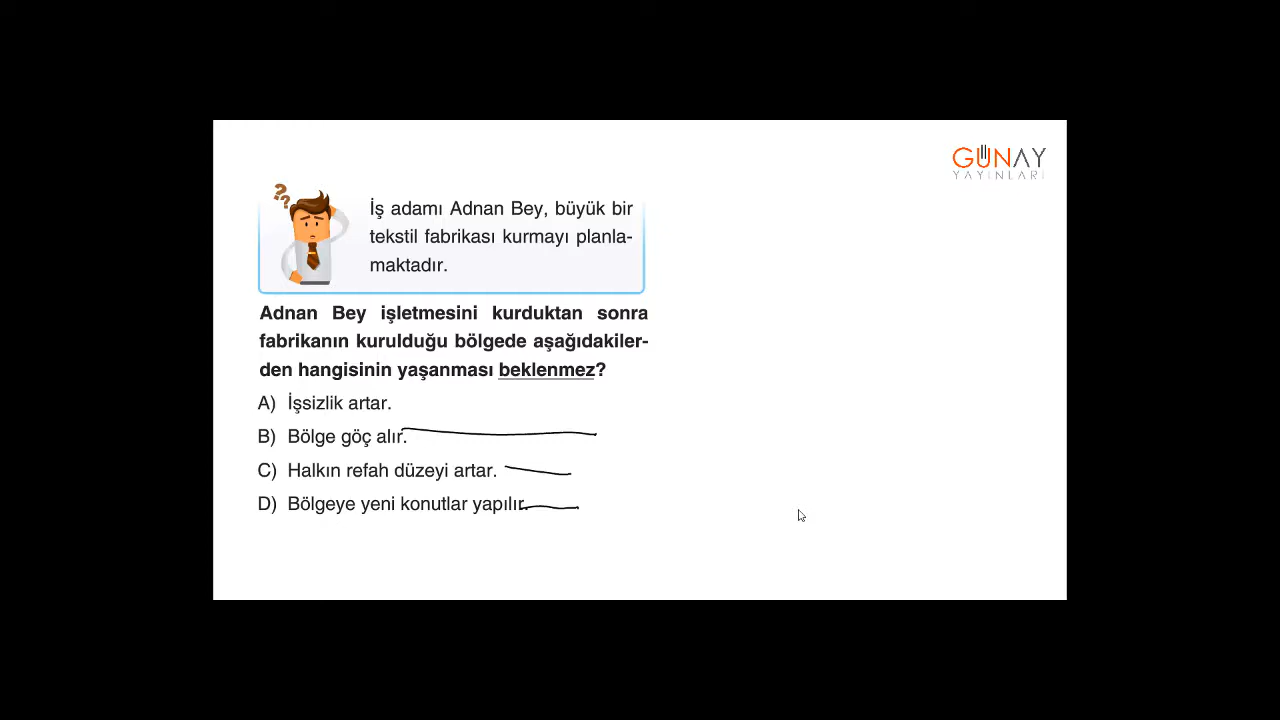 GÜNAY
YAYINLARI
??
İş adamı Adnan Bey, büyük bir
tekstil fabrikası kurmayı planla-
maktadır.
Adnan Bey işletmesini kurduktan sonra
fabrikanın kurulduğu bölgede aşağıdakiler-
den hangisinin yaşanması beklenmez?
A) İşsizlik artar.
B) Bölge göç alır.
C) Halkın refah düzeyi artar.
D) Bölgeye yeni konutlar yapılır.